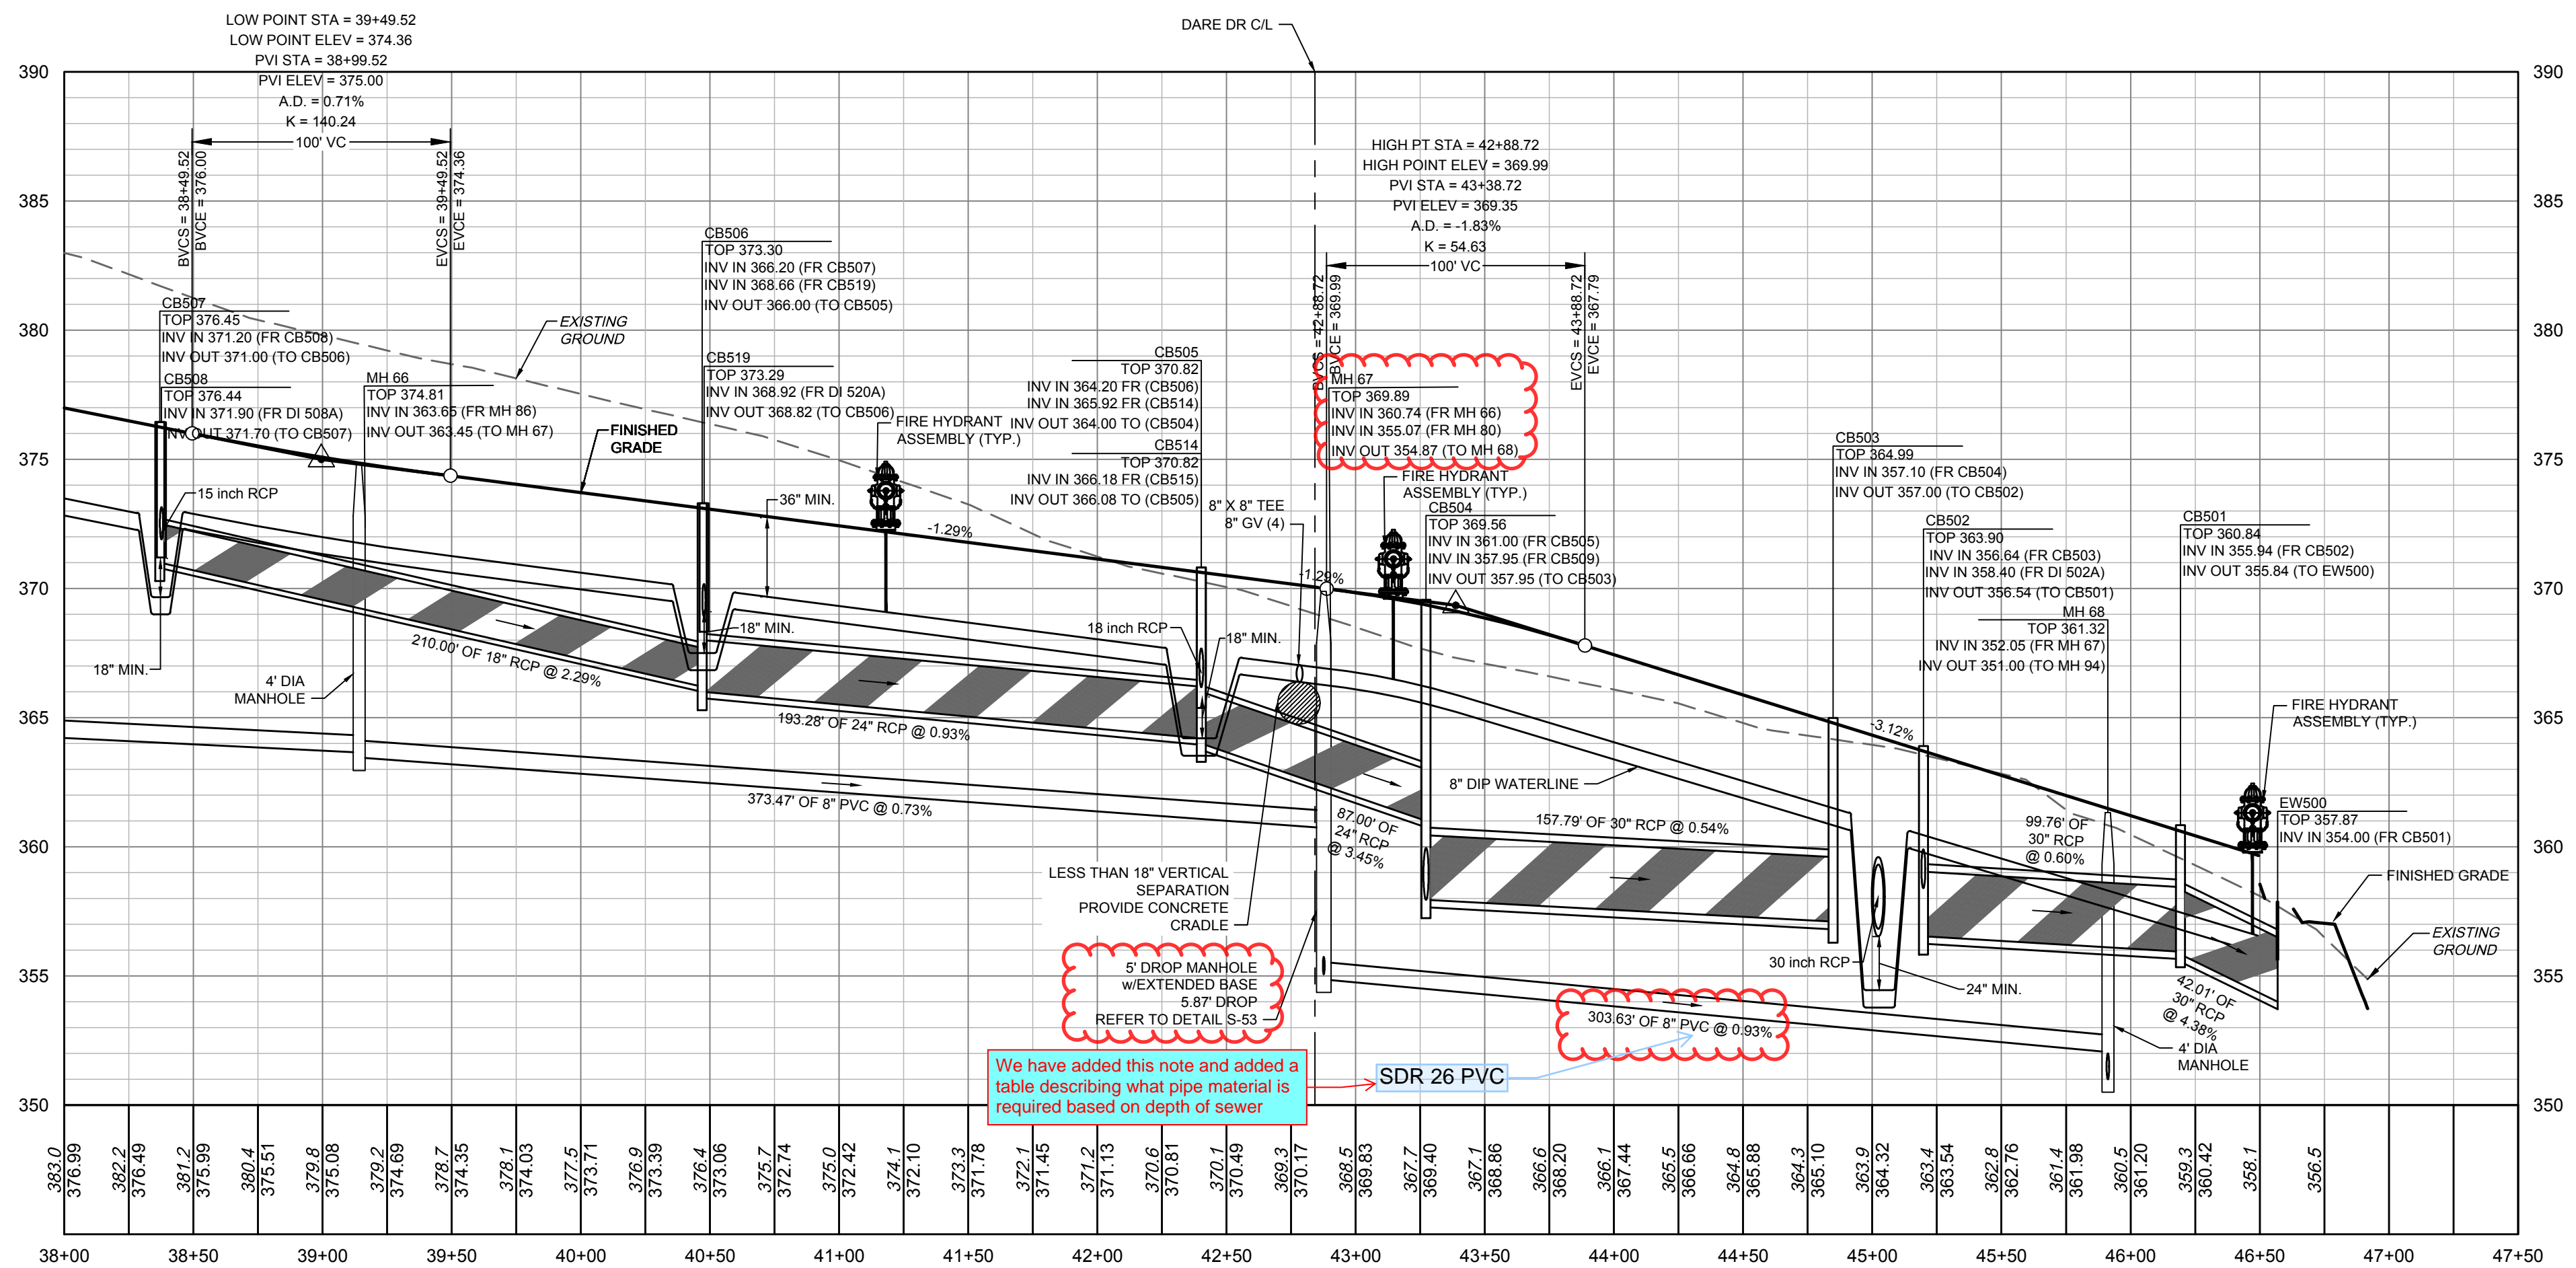 LOW POINT STA = 39+49.52
LOW POINT ELEV = 374.36
PVI STA = 38+99.52
PVI ELEV = 375.00
A.D. = 0.71%
K = 140.24
100' VC
BVCS = 38+49.52
BVCE = 376.00
EVCS = 39+49.52
EVCE = 374.36
DARE DR C/L
HIGH PT STA = 42+88.72
HIGH POINT ELEV = 369.99
PVI STA = 43+38.72
PVI ELEV = 369.35
A.D. = -1.83%
K = 54.63
100' VC
BVCS = 42+88.72
BVCE = 369.99
EVCS = 43+88.72
EVCE = 367.79
390
385
380
375
370
365
360
355
350
390
385
380
375
370
365
360
355
350
CB507
TOP 376.45
INV IN 371.20 (FR CB508)
INV OUT 371.00 (TO CB506)
CB508
TOP 376.44
INV IN 371.90 (FR DI 508A)
INV OUT 371.70 (TO CB507)
MH 66
TOP 374.81
INV IN 363.65 (FR MH 86)
INV OUT 363.45 (TO MH 67)
EXISTING
GROUND
FINISHED
GRADE
CB506
TOP 373.30
INV IN 366.20 (FR CB507)
INV IN 368.66 (FR CB519)
INV OUT 366.00 (TO CB505)
CB519
TOP 373.29
INV IN 368.92 (FR DI 520A)
INV OUT 368.82 (TO CB506)
FIRE HYDRANT
ASSEMBLY (TYP.)
CB505
TOP 370.82
INV IN 364.20 FR (CB506)
INV IN 365.92 FR (CB514)
INV OUT 364.00 TO (CB504)
CB514
TOP 370.82
INV IN 366.18 FR (CB515)
INV OUT 366.08 TO (CB505)
8" X 8" TEE
8" GV (4)
MH 67
TOP 369.89
INV IN 360.74 (FR MH 66)
INV IN 355.07 (FR MH 80)
INV OUT 354.87 (TO MH 68)
FIRE HYDRANT
ASSEMBLY (TYP.)
CB504
TOP 369.56
INV IN 361.00 (FR CB505)
INV IN 357.95 (FR CB509)
INV OUT 357.95 (TO CB503)
CB503
TOP 364.99
INV IN 357.10 (FR CB504)
INV OUT 357.00 (TO CB502)
CB502
TOP 363.90
INV IN 356.64 (FR CB503)
INV IN 358.40 (FR DI 502A)
INV OUT 356.54 (TO CB501)
MH 68
TOP 361.32
INV IN 352.05 (FR MH 67)
INV OUT 351.00 (TO MH 94)
CB501
TOP 360.84
INV IN 355.94 (FR CB502)
INV OUT 355.84 (TO EW500)
FIRE HYDRANT
ASSEMBLY (TYP.)
EW500
TOP 357.87
INV IN 354.00 (FR CB501)
FINISHED GRADE
EXISTING
GROUND
15 inch RCP
18" MIN.
4' DIA
MANHOLE
210.00' OF 18" RCP @ 2.29%
36" MIN.
-1.29%
18" MIN.
18 inch RCP
18" MIN.
-1.29%
193.28' OF 24" RCP @ 0.93%
373.47' OF 8" PVC @ 0.73%
87.00' OF
24" RCP
@ 3.45%
8" DIP WATERLINE
157.79' OF 30" RCP @ 0.54%
-3.12%
99.76' OF
30" RCP
@ 0.60%
LESS THAN 18" VERTICAL
SEPARATION
PROVIDE CONCRETE
CRADLE
5' DROP MANHOLE
w/EXTENDED BASE
5.87' DROP
REFER TO DETAIL S-53
30 inch RCP
24" MIN.
303.63' OF 8" PVC @ 0.93%
42.01' OF
30" RCP
@ 4.38%
4' DIA
MANHOLE
We have added this note and added a
table describing what pipe material is
required based on depth of sewer
SDR 26 PVC
383.0
376.99
382.2
376.49
381.2
375.99
380.4
375.51
379.8
375.08
379.2
374.69
378.7
374.35
378.1
374.03
377.5
373.71
376.9
373.39
376.4
373.06
375.7
372.74
375.0
372.42
374.1
372.10
373.3
371.78
372.1
371.45
371.2
371.13
370.6
370.81
370.1
370.49
369.3
370.17
368.5
369.83
367.7
369.40
367.1
368.86
366.6
368.20
366.1
367.44
365.5
366.66
364.8
365.88
364.3
365.10
363.9
364.32
363.4
363.54
362.8
362.76
361.4
361.98
360.5
361.20
359.3
360.42
358.1
356.5
38+00
38+50
39+00
39+50
40+00
40+50
41+00
41+50
42+00
42+50
43+00
43+50
44+00
44+50
45+00
45+50
46+00
46+50
47+00
47+50